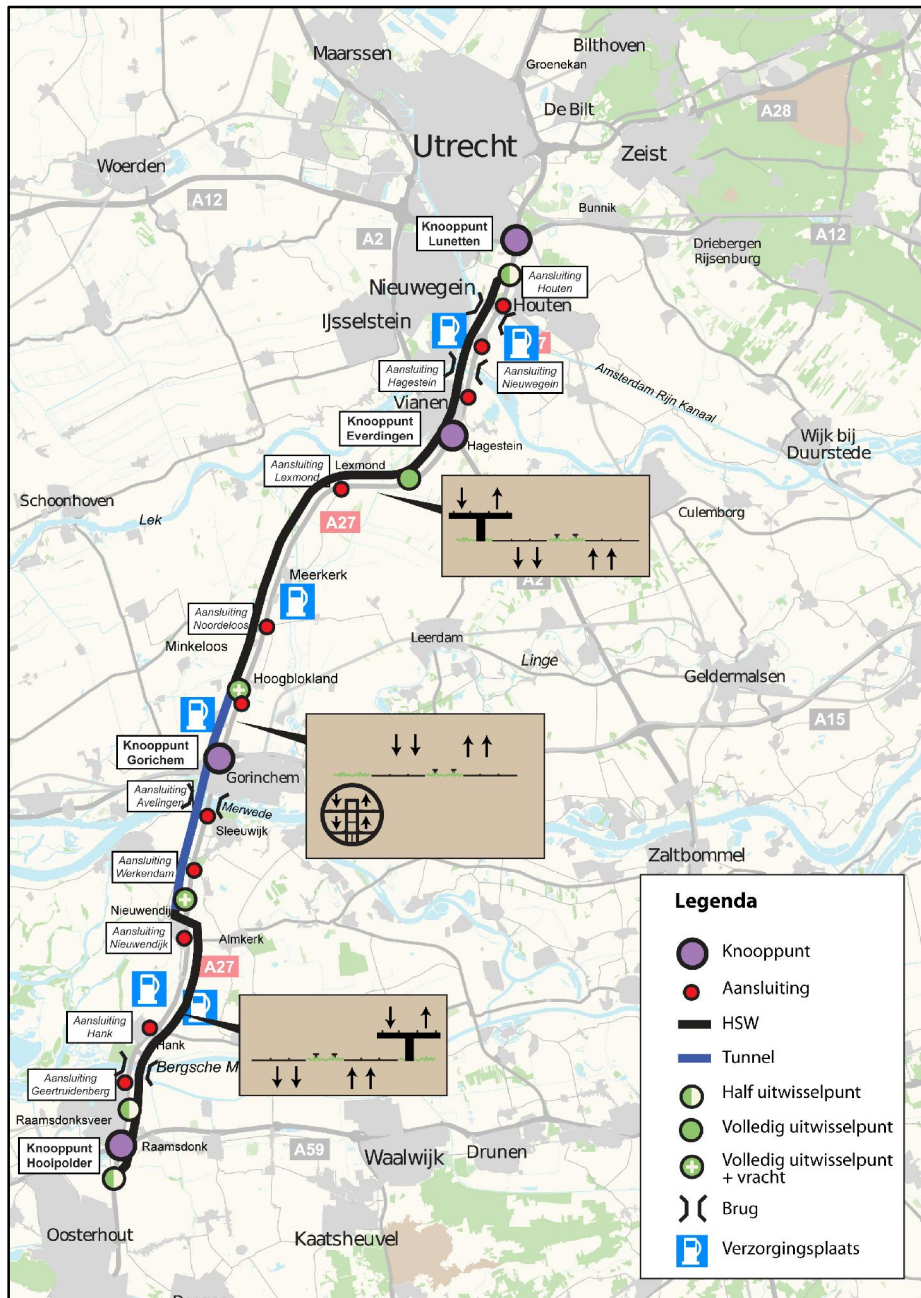 Maarssen
Bilthoven
Groenekan
De Bilt
A28
Utrecht
Zeist
Woerden
A12
Bunnik
A2
Knooppunt
Lunetten
A12
Driebergen
Rijsenburg
Aansluiting
Houten
Nieuwegein
Houten
IJsselstein
7
Aansluiting
Hagestein
Aansluiting
Nieuwegein
Amsterdam Rijn Kanaal
Vianen
Knooppunt
Everdingen
Hagestein
Wijk bij
Duurstede
Aansluiting
Lexmond
Lexmond
Schoonhoven
Lek
A27
Culemborg
Meerkerk
A2
Aansluiting
Noordeloos
Minkeloos
Leerdam
Linge
Hoogblokland
Geldermalsen
A15
Knooppunt
Gorichem
Gorinchem
Aansluiting
Avelingen
Merwede
Sleeuwijk
Zaltbommel
Aansluiting
Werkendam
Nieuwendij
Aansluiting
Nieuwendijk
Almkerk
A27
Aansluiting
Hank
Hank
Bergsche M
Aansluiting
Geertruidenberg
Raamsdonksveer
Knooppunt
Hooipolder
Raamsdonk
A59
Waalwijk
Drunen
Oosterhout
Kaatsheuvel
Legenda
Knooppunt
Aansluiting
HSW
Tunnel
Half uitwisselpunt
Volledig uitwisselpunt
Volledig uitwisselpunt
+ vracht
Brug
Verzorgingsplaats